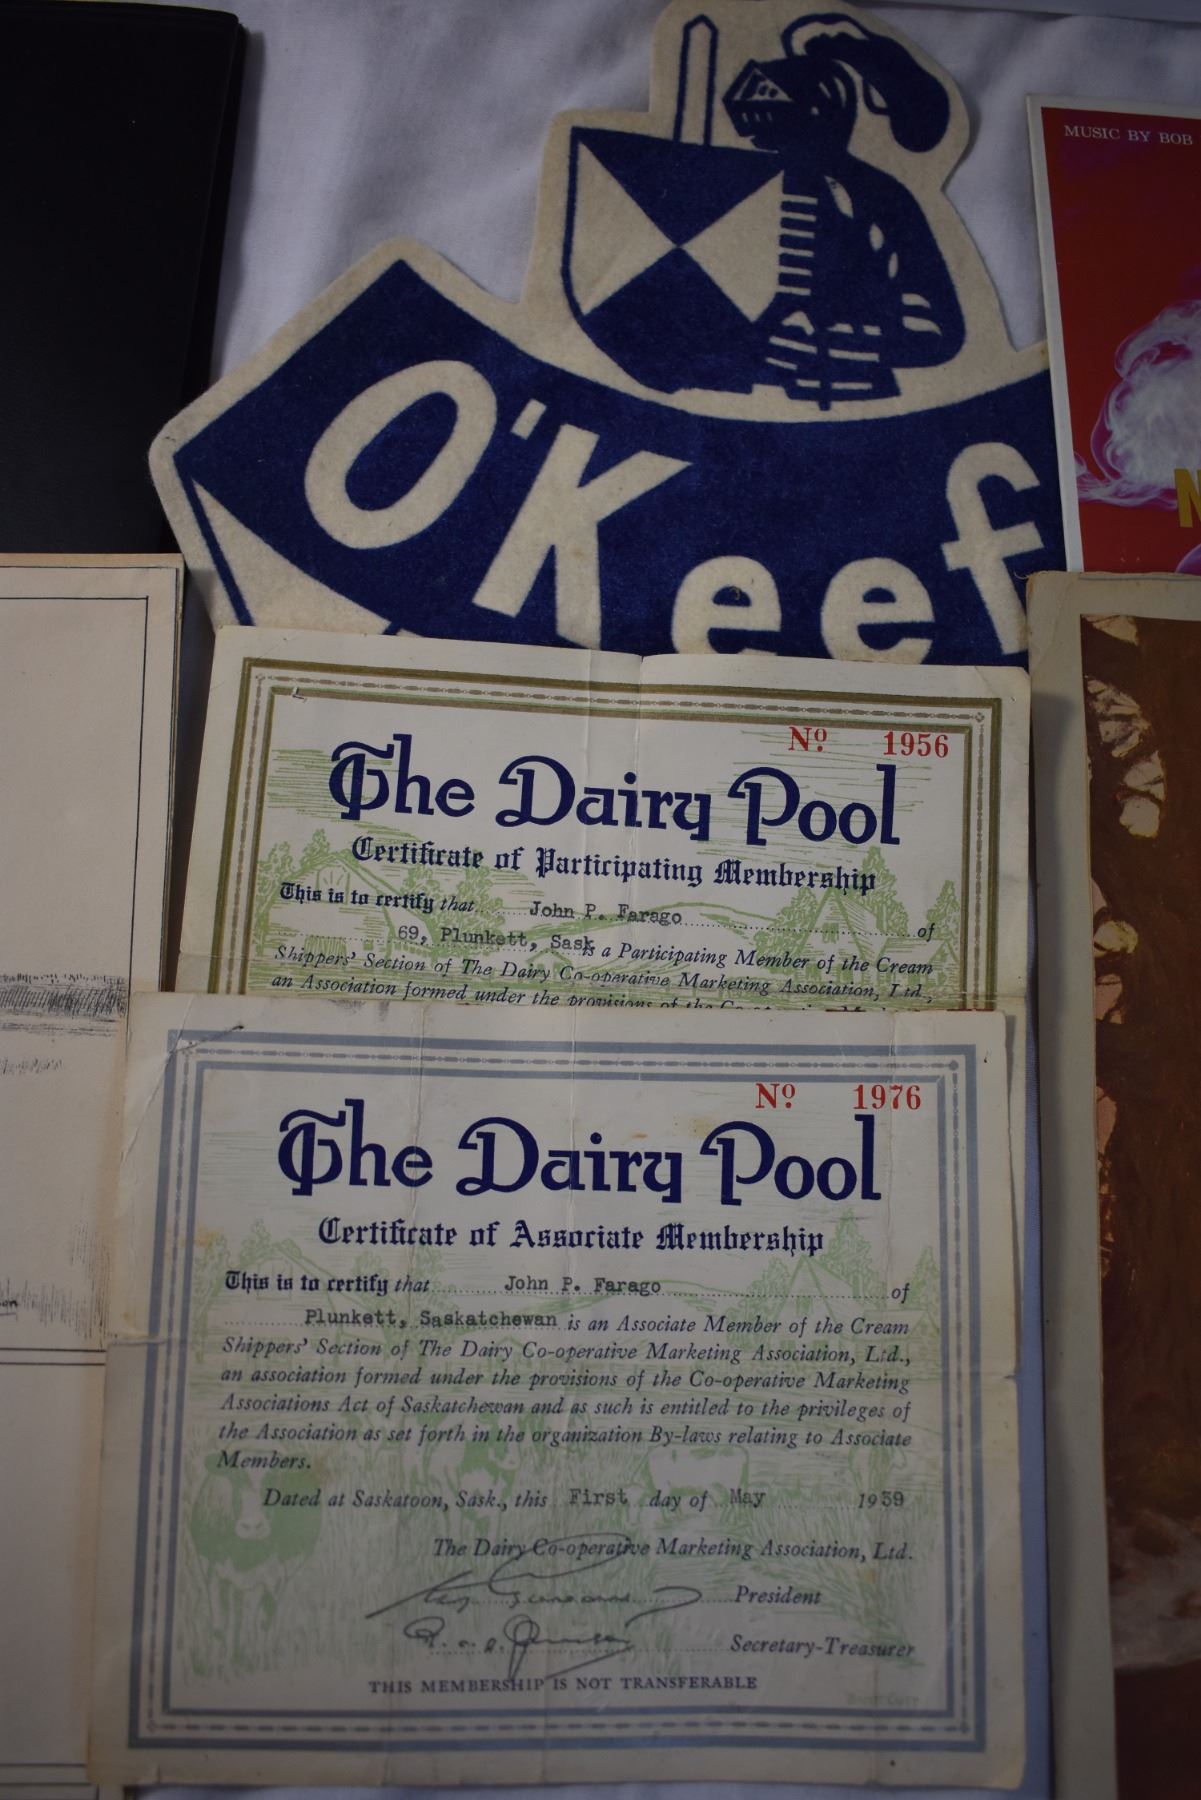 MUSIC BY BOB
O'Keef
No. 1956
The Dairy Pool
Certificate of Participating Membership
This is to certify that John P. Farago of
69, Plunkett, Sask is a Participating Member of the Cream
Shippers' Section of The Dairy Co-operative Marketing Association, Ltd.,
an Association formed under the provisions of the
No. 1976
The Dairy Pool
Certificate of Associate Membership
This is to certify that John P. Farago of
Plunkett, Saskatchewan is an Associate Member of the Cream
Shippers' Section of The Dairy Co-operative Marketing Association, Ltd.,
an association formed under the provisions of the Co-operative Marketing
Associations Act of Saskatchewan and as such is entitled to the privileges of
the Association as set forth in the organization By-laws relating to Associate
Members.
Dated at Saskatoon, Sask., this First day of May 1939
The Dairy Co-operative Marketing Association, Ltd.
President
Secretary-Treasurer
THIS MEMBERSHIP IS NOT TRANSFERABLE